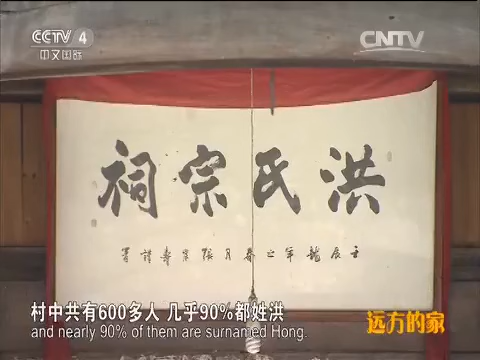 CCTV 4
中文国际
CNTV
洪氏宗祠
村中共有600多人 几乎90%都姓洪
and nearly 90% of them are surnamed Hong.
远方的家